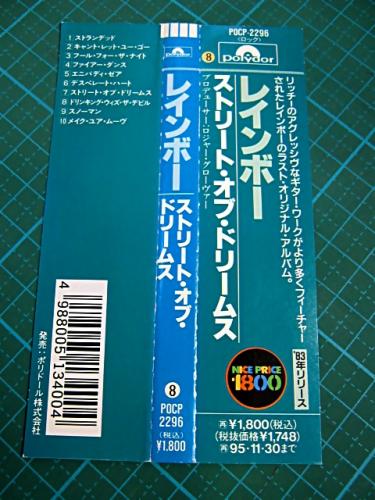 1 ストランデッド
2 キャント・レット・ユー・ゴー
3 フール・フォー・ザ・ナイト
4 ファイアー・ダンス
5 エニバディ・ゼア
6 デスペレート・ハート
7 ストリート・オブ・ドリームス
8 ドリンキング・ウィズ・ザ・デビル
9 スノーマン
10 メイク・ユア・ムーヴ
4 988005 134004
発売:ポリドール株式会社
polydor
レインボー
ストリート・オブ・
ドリームス
8
POCP
2296
(税込)
¥1,800
POCP-2296
〈ロック〉
8
polydor
リッチーのアグレッシヴなギター・ワークがより多くフィーチャー
されたレインボーのラスト・オリジナル・アルバム。
'83年リリース
レインボー
ストリート・オブ・ドリームス
プロデューサー:ロジャー・グローヴァー
NICE PRICE
¥1800
再¥1,800(税込)
(税抜価格¥1,748)
再95・11・30まで